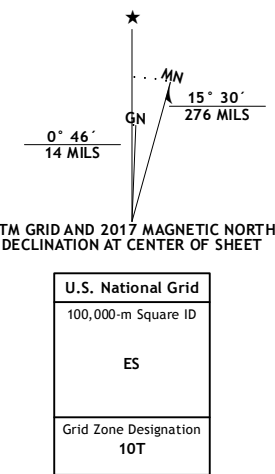 ★
MN
15° 30´
276 MILS
GN
0° 46´
14 MILS
TM GRID AND 2017 MAGNETIC NORTH
DECLINATION AT CENTER OF SHEET
U.S. National Grid
100,000-m Square ID
ES
Grid Zone Designation
10T